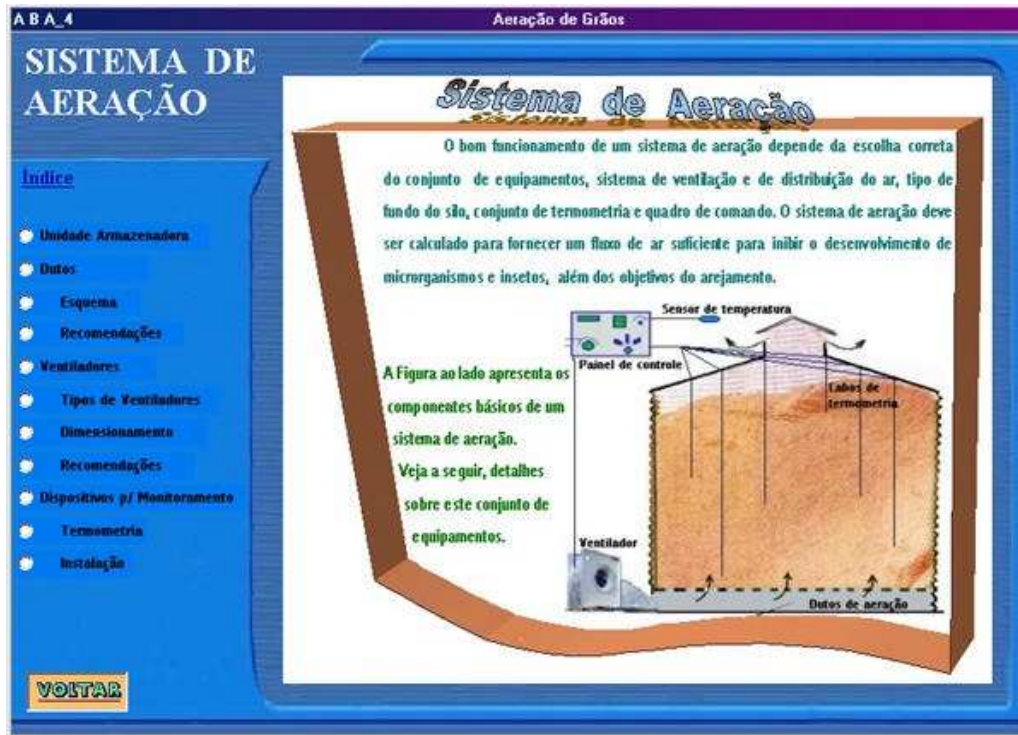 A B A_4
Aeração de Grãos
SISTEMA DE
AERAÇÃO
Índice
Unidade Armazenadora
Dutos
Esquema
Recomendações
Ventiladores
Tipos de Ventiladores
Dimensionamento
Recomendações
Dispositivos p/ Monitoramento
Termometria
Instalação
VOLTAR
Sistema de Aeração
O bom funcionamento de um sistema de aeração depende da escolha correta
do conjunto de equipamentos, sistema de ventilação e de distribuição do ar, tipo de
fundo do silo, conjunto de termometria e quadro de comando. O sistema de aeração deve
ser calculado para fornecer um fluxo de ar suficiente para inibir o desenvolvimento de
microrganismos e insetos, além dos objetivos do arejamento.
A Figura ao lado apresenta os
componentes básicos de um
sistema de aeração.
Veja a seguir, detalhes
sobre este conjunto de
equipamentos.
Sensor de temperatura
Painel de controle
Cabos de
termometria
Ventilador
Dutos de aeração